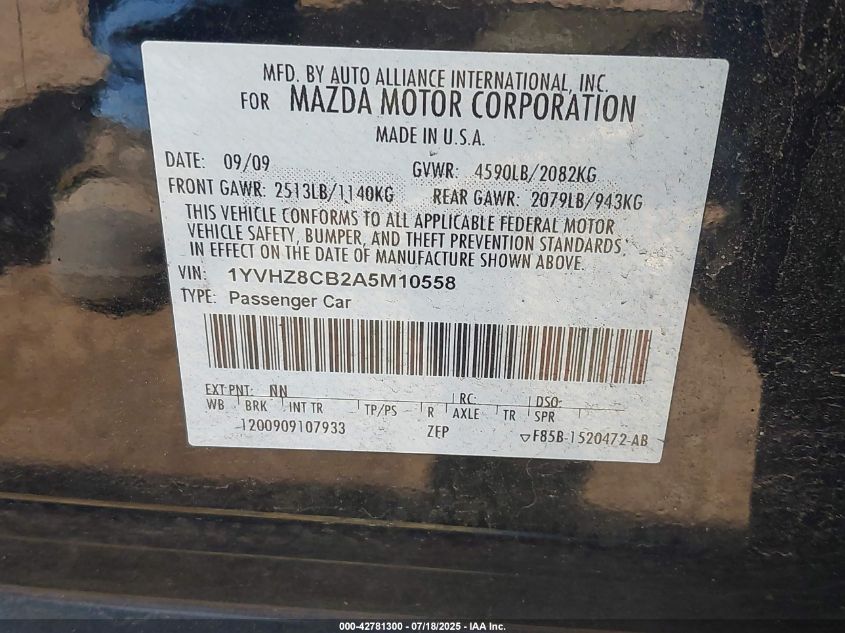 MFD. BY AUTO ALLIANCE INTERNATIONAL, INC.
FOR MAZDA MOTOR CORPORATION
MADE IN U.S.A.
DATE: 09/09 GVWR: 4590LB/2082KG
FRONT GAWR: 2513LB/1140KG REAR GAWR: 2079LB/943KG
THIS VEHICLE CONFORMS TO ALL APPLICABLE FEDERAL MOTOR
VEHICLE SAFETY, BUMPER, AND THEFT PREVENTION STANDARDS
IN EFFECT ON THE DATE OF MANUFACTURE SHOWN ABOVE.
VIN: 1YVHZ8CB2A5M10558
TYPE: Passenger Car
EXT PNT: NN RC: DSO:
WB BRK INT TR TP/PS R AXLE TR SPR
1200909107933 ZEP F85B-1520472-AB
000-42781300 / 07/18/2025 / IAA Inc.